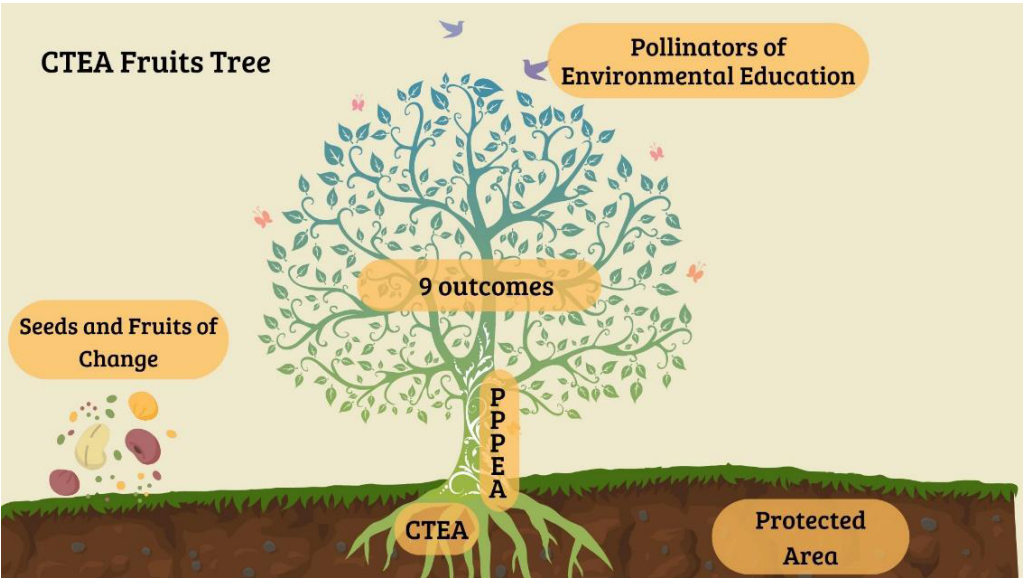 CTEA Fruits Tree
Pollinators of
Environmental Education
9 outcomes
Seeds and Fruits of
Change
P
P
P
E
A
CTEA
Protected
Area